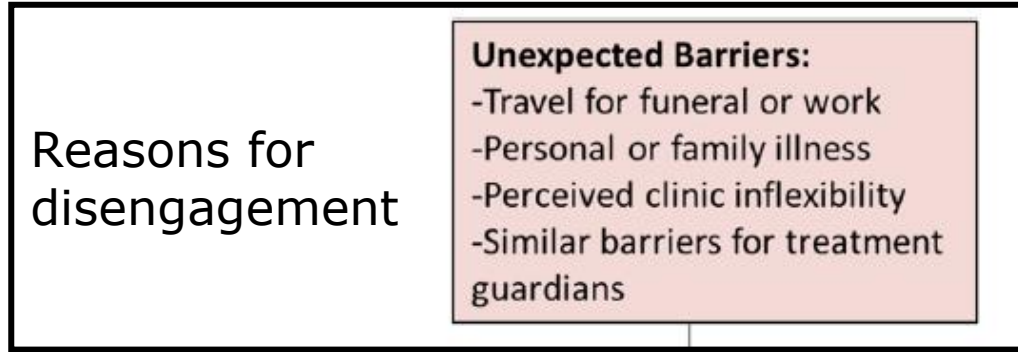 Reasons for
disengagement
Unexpected Barriers:
-Travel for funeral or work
-Personal or family illness
-Perceived clinic inflexibility
-Similar barriers for treatment
guardians